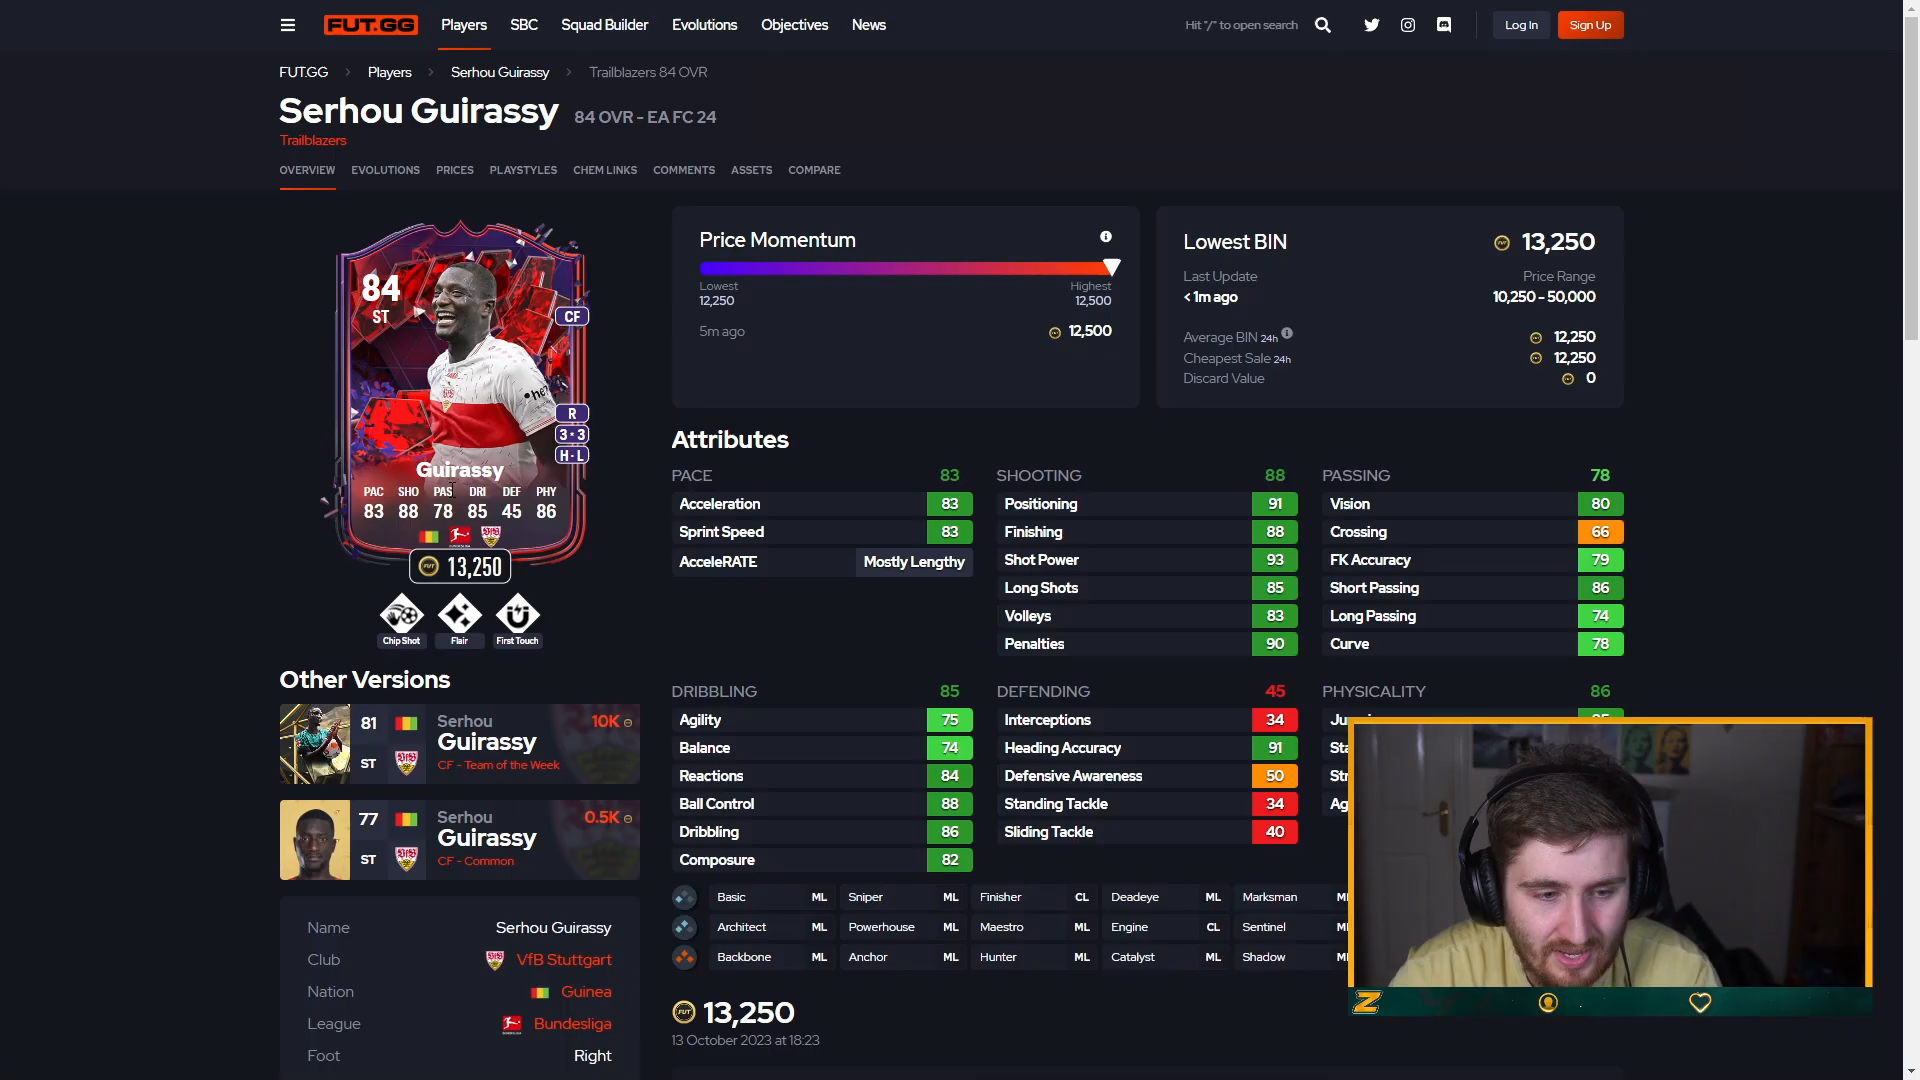 FUT.GG
Players
SBC
Squad Builder
Evolutions
Objectives
News
Hit "/" to open search
Log In
Sign Up
FUT.GG > Players > Serhou Guirassy > Trailblazers 84 OVR
Serhou Guirassy 84 OVR - EA FC 24
Trailblazers
OVERVIEW EVOLUTIONS PRICES PLAYSTYLES CHEM LINKS COMMENTS ASSETS COMPARE
84
ST
CF
R
3 * 3
H - L
Guirassy
PAC SHO PAS DRI DEF PHY
83 88 78 85 45 86
13,250
Chip Shot Flair First Touch
Price Momentum
Lowest Highest
12,250 12,500
5m ago 12,500
Lowest BIN 13,250
Last Update Price Range
< 1m ago 10,250 - 50,000
Average BIN 24h 12,250
Cheapest Sale 24h 12,250
Discard Value 0
Attributes
PACE 83
Acceleration 83
Sprint Speed 83
AcceleRATE Mostly Lengthy
SHOOTING 88
Positioning 91
Finishing 88
Shot Power 93
Long Shots 85
Volleys 83
Penalties 90
PASSING 78
Vision 80
Crossing 66
FK Accuracy 79
Short Passing 86
Long Passing 74
Curve 78
DRIBBLING 85
Agility 75
Balance 74
Reactions 84
Ball Control 88
Dribbling 86
Composure 82
DEFENDING 45
Interceptions 34
Heading Accuracy 91
Defensive Awareness 50
Standing Tackle 34
Sliding Tackle 40
PHYSICALITY 86
Basic ML Sniper ML Finisher CL Deadeye ML Marksman
Architect ML Powerhouse ML Maestro ML Engine CL Sentinel
Backbone ML Anchor ML Hunter ML Catalyst ML Shadow
13,250
13 October 2023 at 18:23
Other Versions
81
ST
Serhou
Guirassy
CF - Team of the Week
10K
77
ST
Serhou
Guirassy
CF - Common
0.5K
Name Serhou Guirassy
Club VfB Stuttgart
Nation Guinea
League Bundesliga
Foot Right
Z